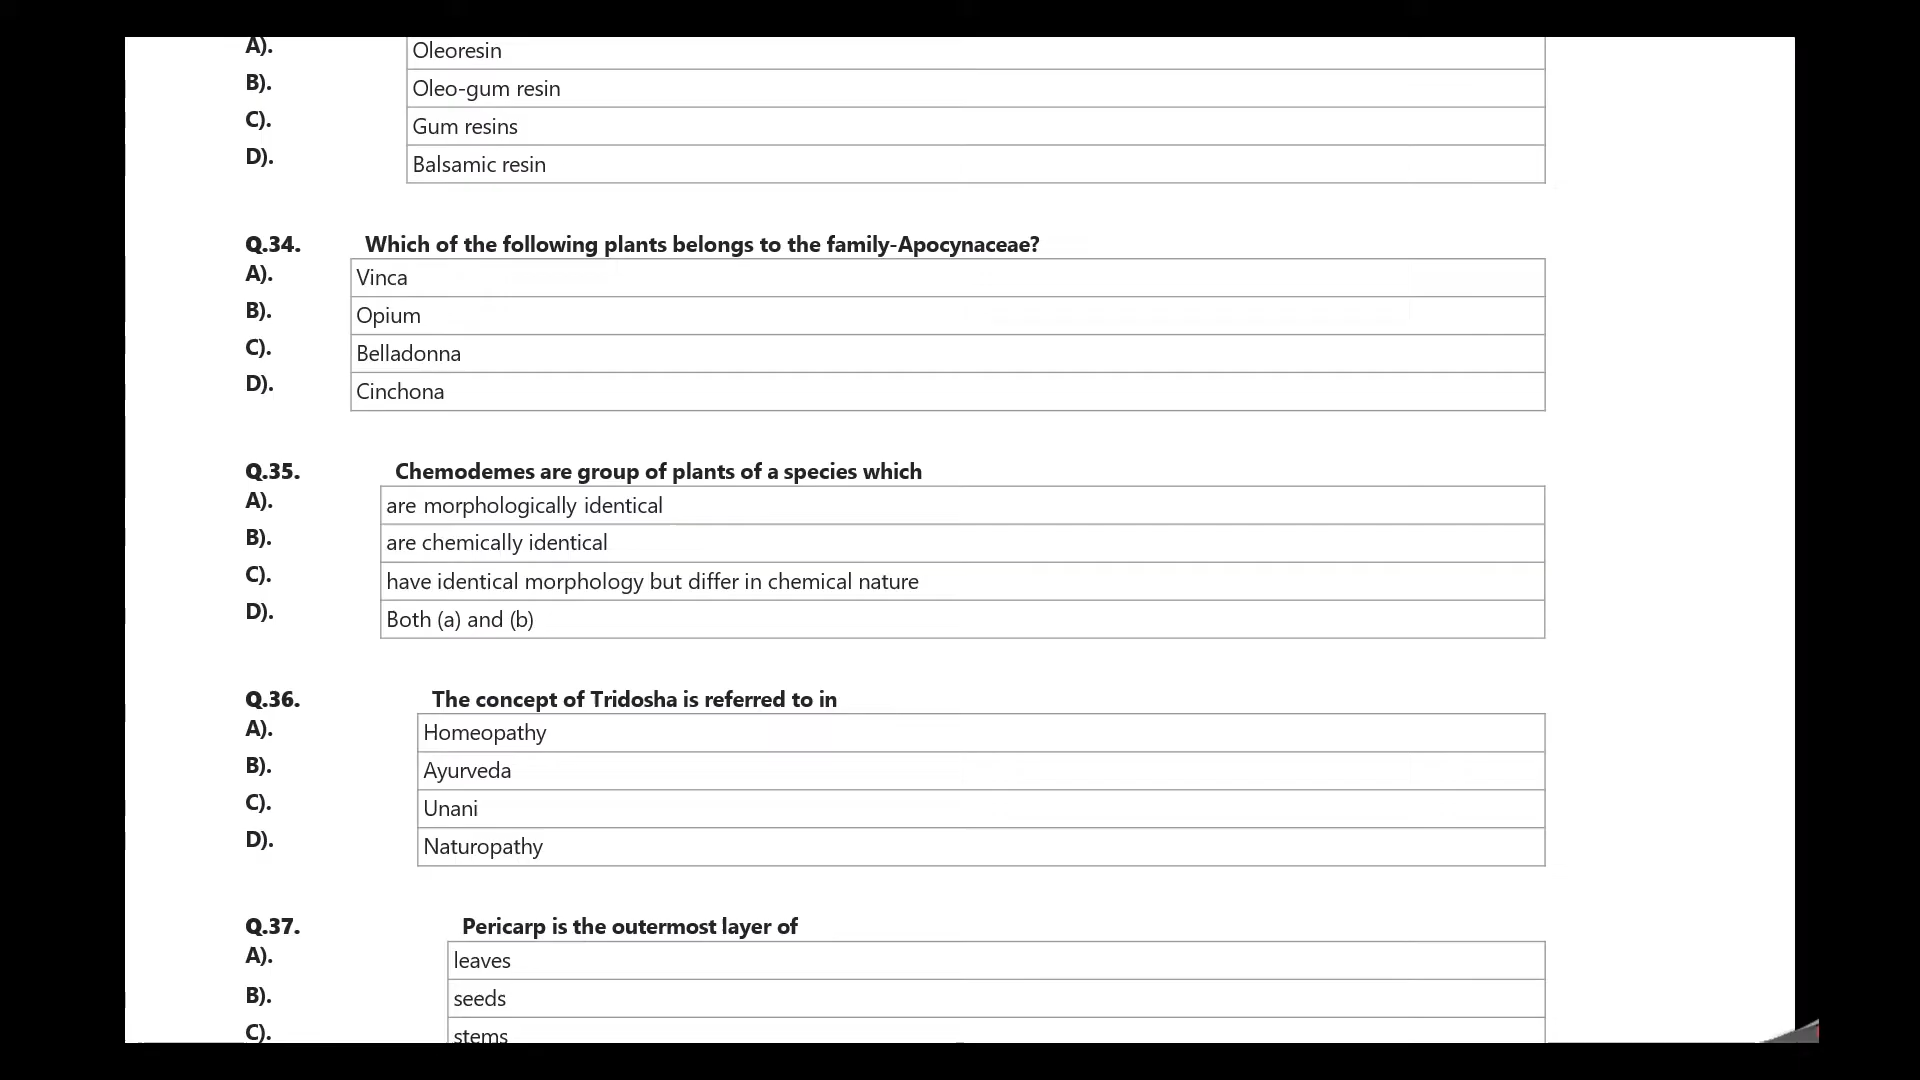 A). Oleoresin
B). Oleo-gum resin
C). Gum resins
D). Balsamic resin
Q.34. Which of the following plants belongs to the family-Apocynaceae?
A). Vinca
B). Opium
C). Belladonna
D). Cinchona
Q.35. Chemodemes are group of plants of a species which
A). are morphologically identical
B). are chemically identical
C). have identical morphology but differ in chemical nature
D). Both (a) and (b)
Q.36. The concept of Tridosha is referred to in
A). Homeopathy
B). Ayurveda
C). Unani
D). Naturopathy
Q.37. Pericarp is the outermost layer of
A). leaves
B). seeds
C). stems